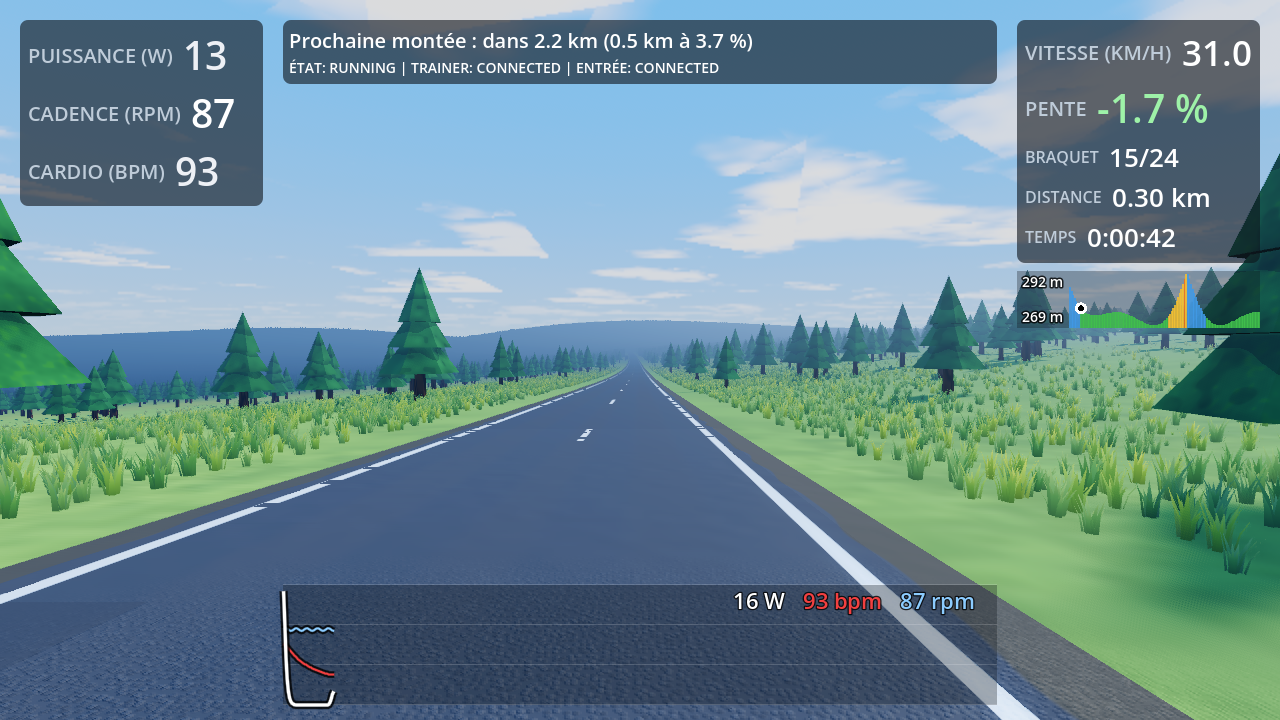 PUISSANCE (W) 13
CADENCE (RPM) 87
CARDIO (BPM) 93
Prochaine montée : dans 2.2 km (0.5 km à 3.7 %)
ÉTAT: RUNNING | TRAINER: CONNECTED | ENTRÉE: CONNECTED
VITESSE (KM/H) 31.0
PENTE -1.7 %
BRAQUET 15/24
DISTANCE 0.30 km
TEMPS 0:00:42
292 m
269 m
16 W 93 bpm 87 rpm